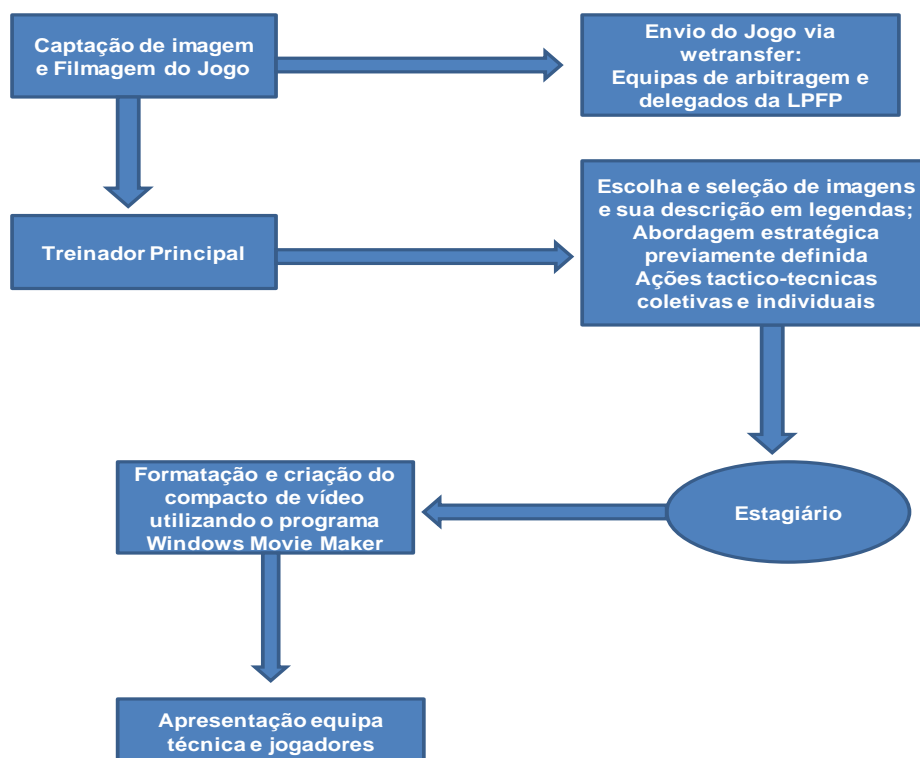 Captação de imagem
e Filmagem do Jogo
Envio do Jogo via
wetransfer:
Equipas de arbitragem e
delegados da LPFP
Treinador Principal
Escolha e seleção de imagens
e sua descrição em legendas;
Abordagem estratégica
previamente definida
Ações tactico-tecnicas
coletivas e individuais
Estagiário
Formatação e criação do
compacto de vídeo
utilizando o programa
Windows Movie Maker
Apresentação equipa
técnica e jogadores